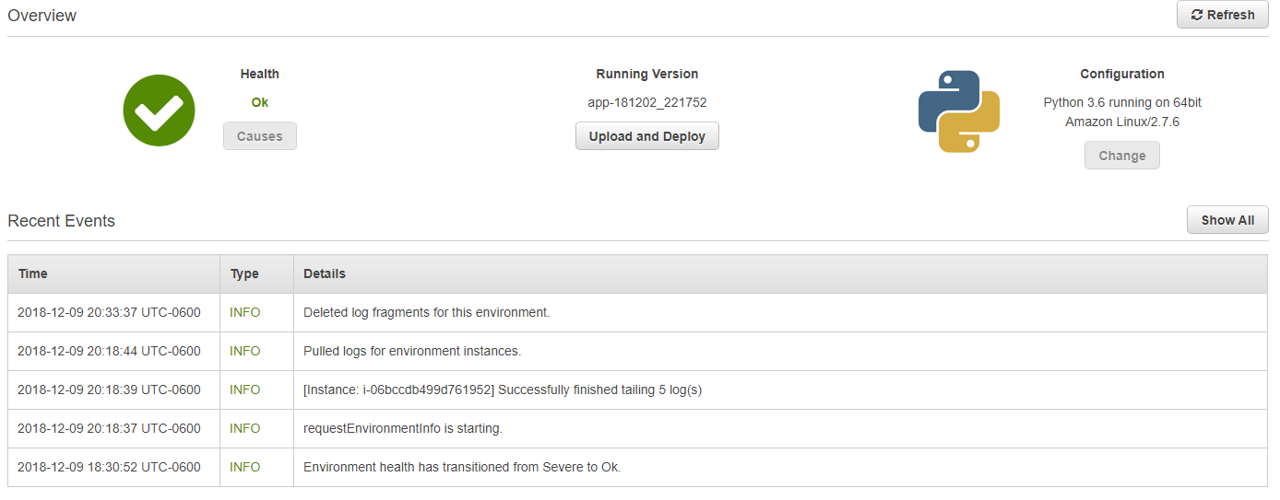 Overview
Refresh
Health
Ok
Causes
Running Version
app-181202_221752
Upload and Deploy
Configuration
Python 3.6 running on 64bit
Amazon Linux/2.7.6
Change
Recent Events
Show All
Time Type Details
2018-12-09 20:33:37 UTC-0600 INFO Deleted log fragments for this environment.
2018-12-09 20:18:44 UTC-0600 INFO Pulled logs for environment instances.
2018-12-09 20:18:39 UTC-0600 INFO [Instance: i-06bccdb499d761952] Successfully finished tailing 5 log(s)
2018-12-09 20:18:37 UTC-0600 INFO requestEnvironmentInfo is starting.
2018-12-09 18:30:52 UTC-0600 INFO Environment health has transitioned from Severe to Ok.